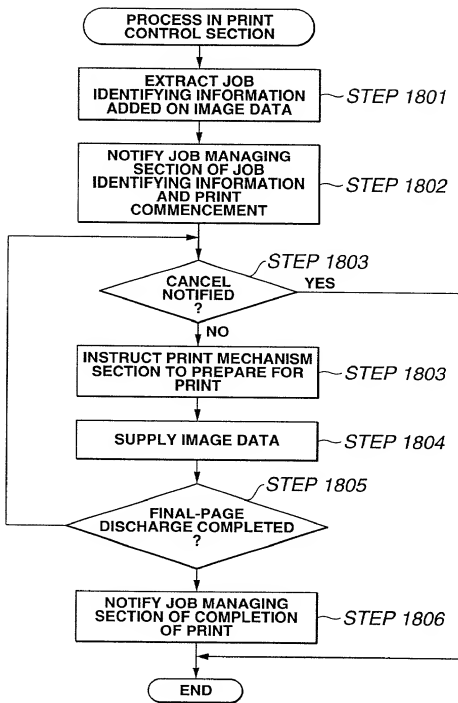 PROCESS IN PRINT
CONTROL SECTION
EXTRACT JOB
IDENTIFYING INFORMATION
ADDED ON IMAGE DATA
STEP 1801
NOTIFY JOB MANAGING
SECTION OF JOB
IDENTIFYING INFORMATION
AND PRINT
COMMENCEMENT
STEP 1802
STEP 1803
CANCEL
NOTIFIED
?
YES
NO
INSTRUCT PRINT MECHANISM
SECTION TO PREPARE FOR
PRINT
STEP 1803
SUPPLY IMAGE DATA
STEP 1804
STEP 1805
FINAL-PAGE
DISCHARGE COMPLETED
?
NOTIFY JOB MANAGING
SECTION OF COMPLETION
OF PRINT
STEP 1806
END